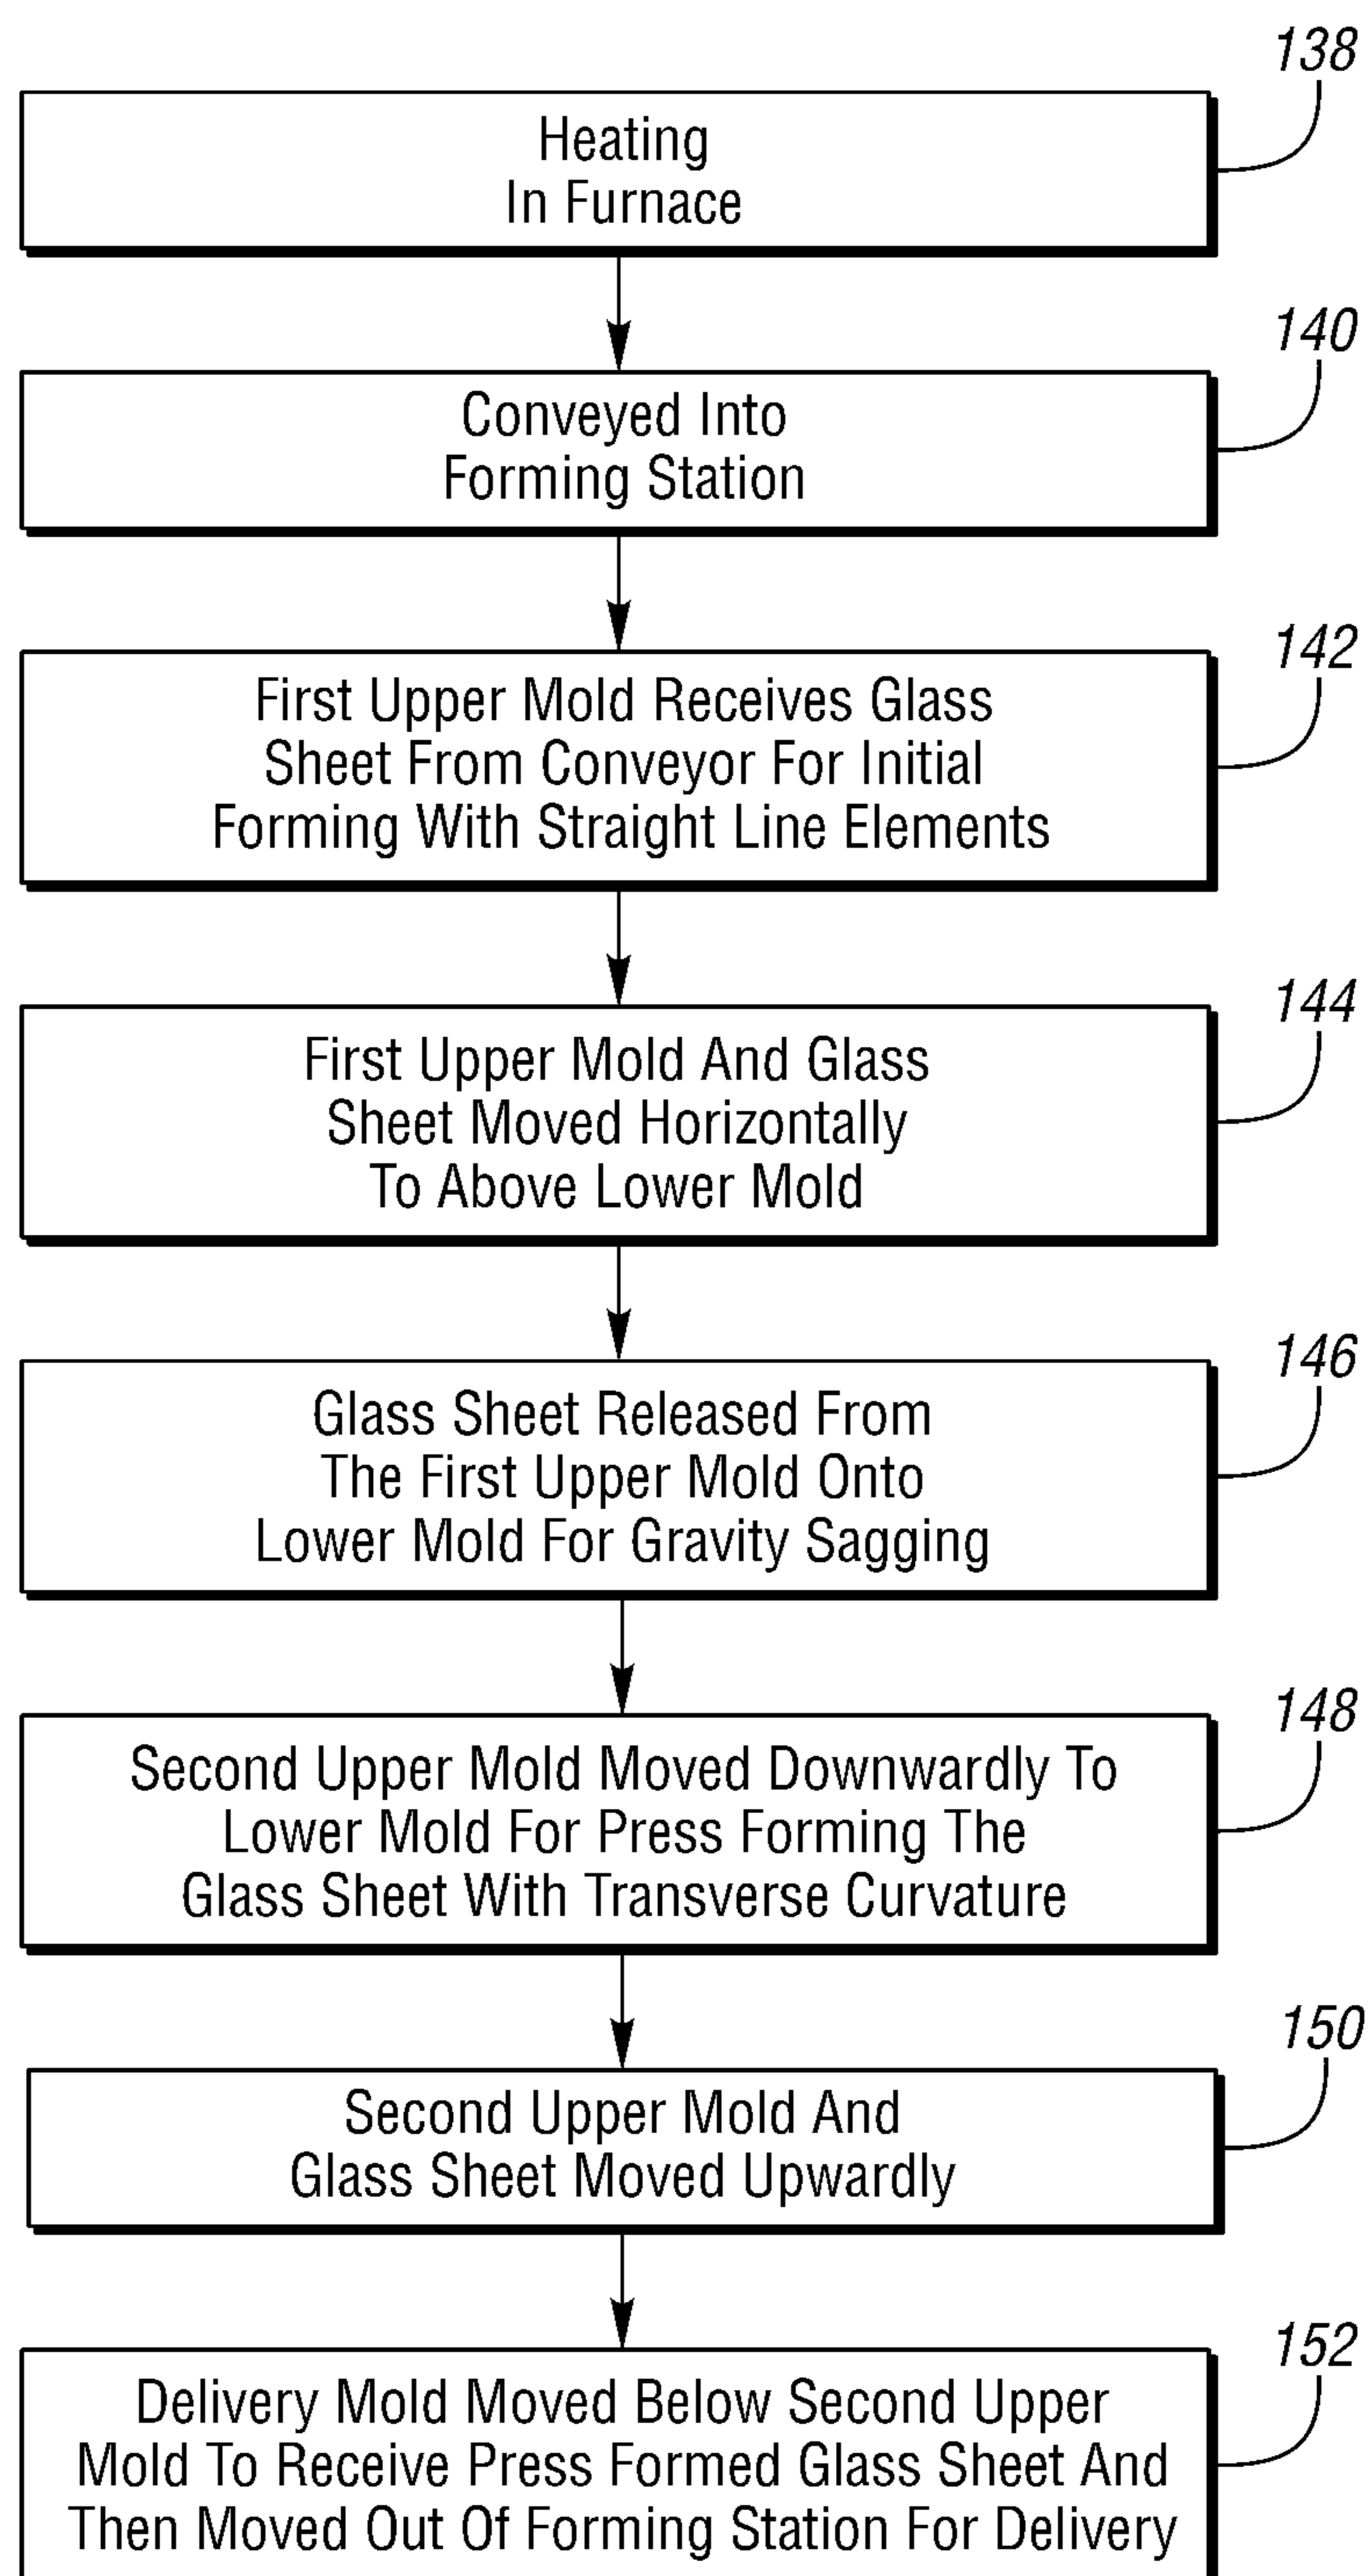 138
Heating
In Furnace
140
Conveyed Into
Forming Station
142
First Upper Mold Receives Glass
Sheet From Conveyor For Initial
Forming With Straight Line Elements
144
First Upper Mold And Glass
Sheet Moved Horizontally
To Above Lower Mold
146
Glass Sheet Released From
The First Upper Mold Onto
Lower Mold For Gravity Sagging
148
Second Upper Mold Moved Downwardly To
Lower Mold For Press Forming The
Glass Sheet With Transverse Curvature
150
Second Upper Mold And
Glass Sheet Moved Upwardly
152
Delivery Mold Moved Below Second Upper
Mold To Receive Press Formed Glass Sheet And
Then Moved Out Of Forming Station For Delivery